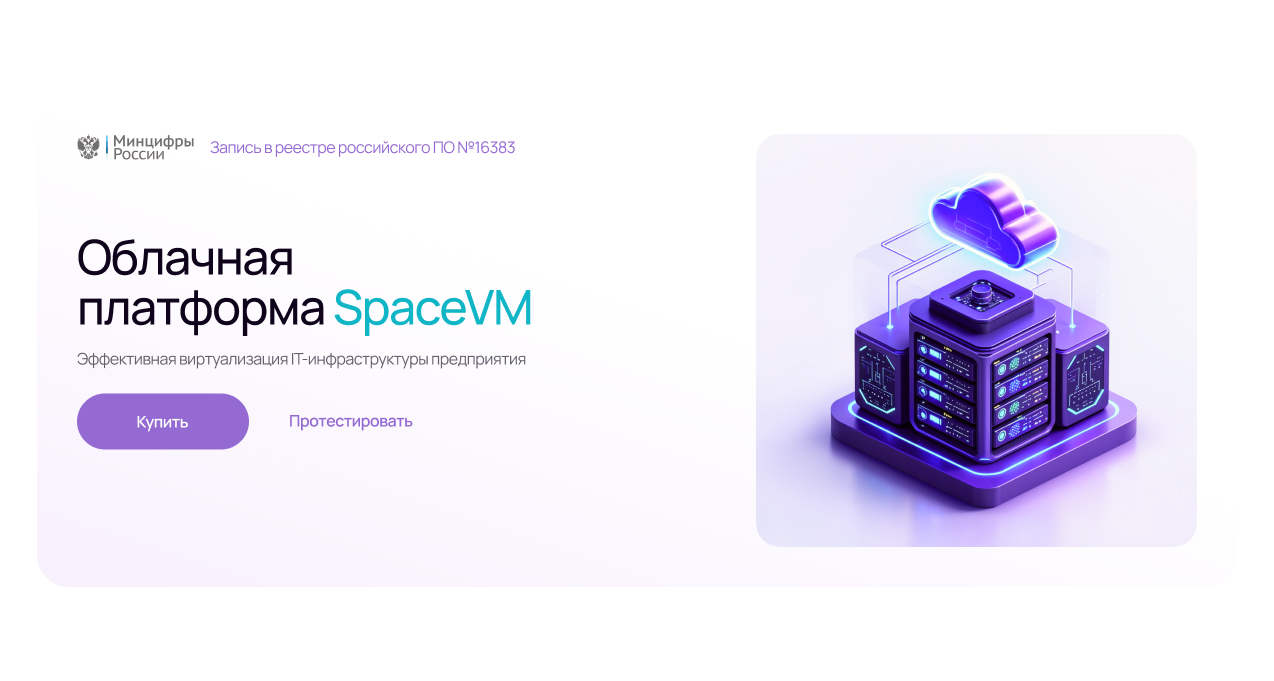 Минцифры
России
Запись в реестре российского ПО №16383
Облачная
платформа SpaceVM
Эффективная виртуализация IT-инфраструктуры предприятия
Купить
Протестировать